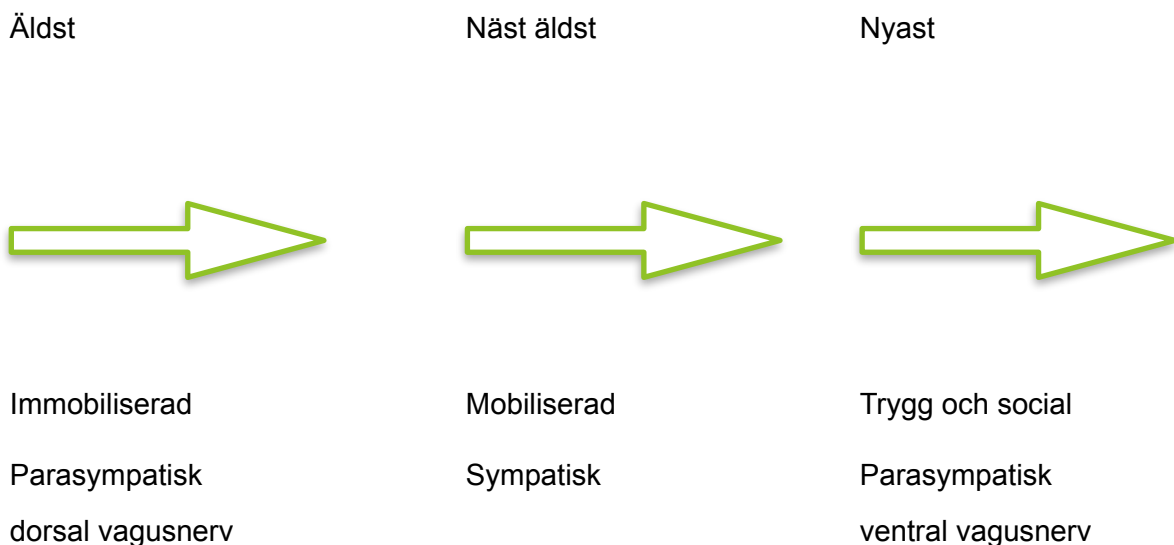 Äldst
Näst äldst
Nyast
Immobiliserad
Mobiliserad
Trygg och social
Parasympatisk
Sympatisk
Parasympatisk
dorsal vagusnerv
ventral vagusnerv